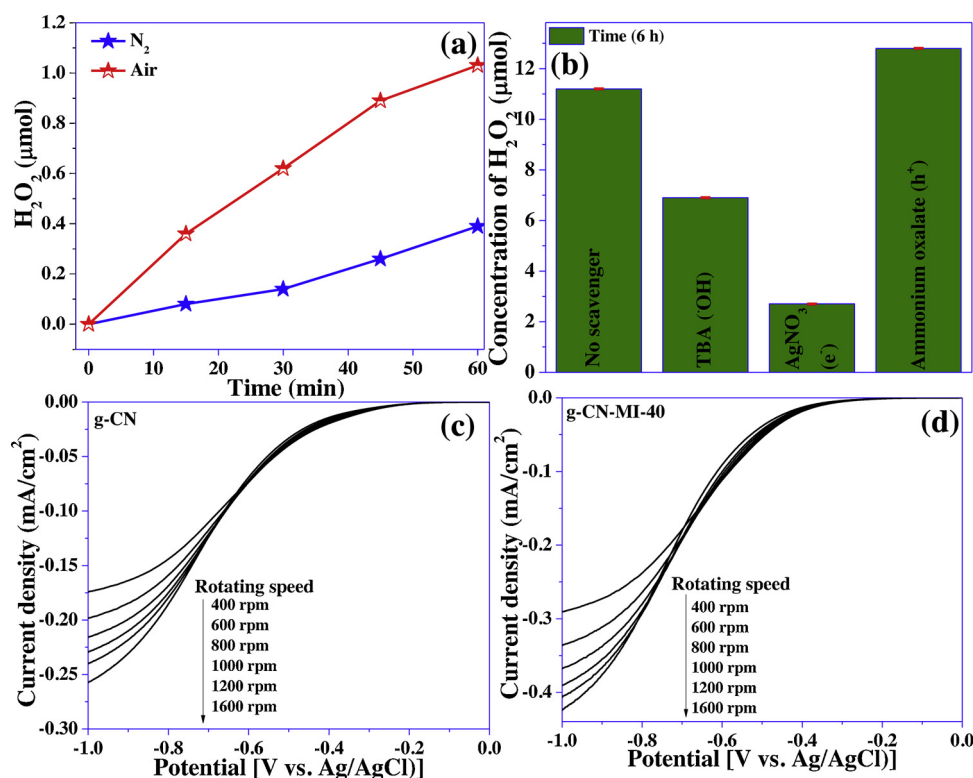 (a)
N₂
Air
H₂O₂ (μmol)
1.0
0.8
0.6
0.4
0.2
0.0
0 10 20 30 40 50 60
Time (min)
(b)
Time (6 h)
Concentration of H₂O₂ (μmol)
12
10
8
6
4
2
0
No scavenger
TBA (·OH)
AgNO₃
(e⁻)
Ammonium oxalate (h⁺)
(c)
g-CN
Current density (mA/cm²)
0.00
-0.05
-0.10
-0.15
-0.20
-0.25
-0.30
Rotating speed
400 rpm
600 rpm
800 rpm
1000 rpm
1200 rpm
1600 rpm
-1.0 -0.8 -0.6 -0.4 -0.2 0.0
Potential [V vs. Ag/AgCl)]
(d)
g-CN-MI-40
Current density (mA/cm²)
0.0
-0.1
-0.2
-0.3
-0.4
Rotating speed
400 rpm
600 rpm
800 rpm
1000 rpm
1200 rpm
1600 rpm
-1.0 -0.8 -0.6 -0.4 -0.2 0.0
Potential [V vs. Ag/AgCl)]